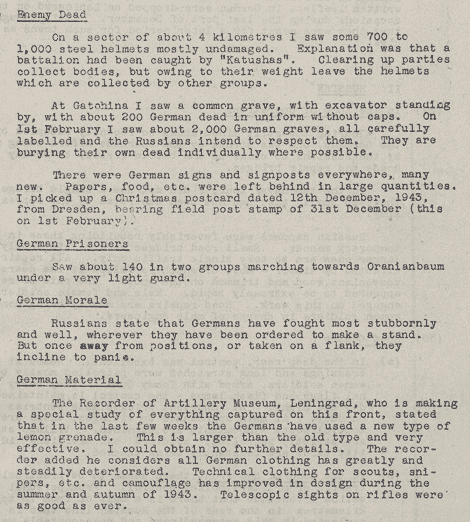 Enemy Dead
On a sector of about 4 kilometres I saw some 700 to
1,000 steel helmets mostly undamaged. Explanation was that a
battalion had been caught by "Katushas". Clearing up parties
collect bodies, but owing to their weight leave the helmets
which are collected by other groups.
At Gatchina I saw a common grave, with excavator standing
by, with about 200 German dead in uniform without caps. On
1st February I saw about 2,000 German graves, all carefully
labelled and the Russians intend to respect them. They are
burying their own dead individually where possible.
There were German signs and signposts everywhere, many
new. Papers, food, etc. were left behind in large quantities.
I picked up a Christmas postcard dated 12th December, 1943,
from Dresden, bearing field post stamp of 31st December (this
on 1st February).
German Prisoners
Saw about 140 in two groups marching towards Oranianbaum
under a very light guard.
German Morale
Russians state that Germans have fought most stubbornly
and well, wherever they have been ordered to make a stand.
But once away from positions, or taken on a flank, they
incline to panic.
German Material
The Recorder of Artillery Museum, Leningrad, who is making
a special study of everything captured on this front, stated
that in the last few weeks the Germans have used a new type of
lemon grenade. This is larger than the old type and very
effective. I could obtain no further details. The recor-
der added he considers all German clothing has greatly and
steadily deteriorated. Technical clothing for scouts, sni-
pers, etc. and camouflage has improved in design during the
summer and autumn of 1943. Telescopic sights on rifles were
as good as ever.